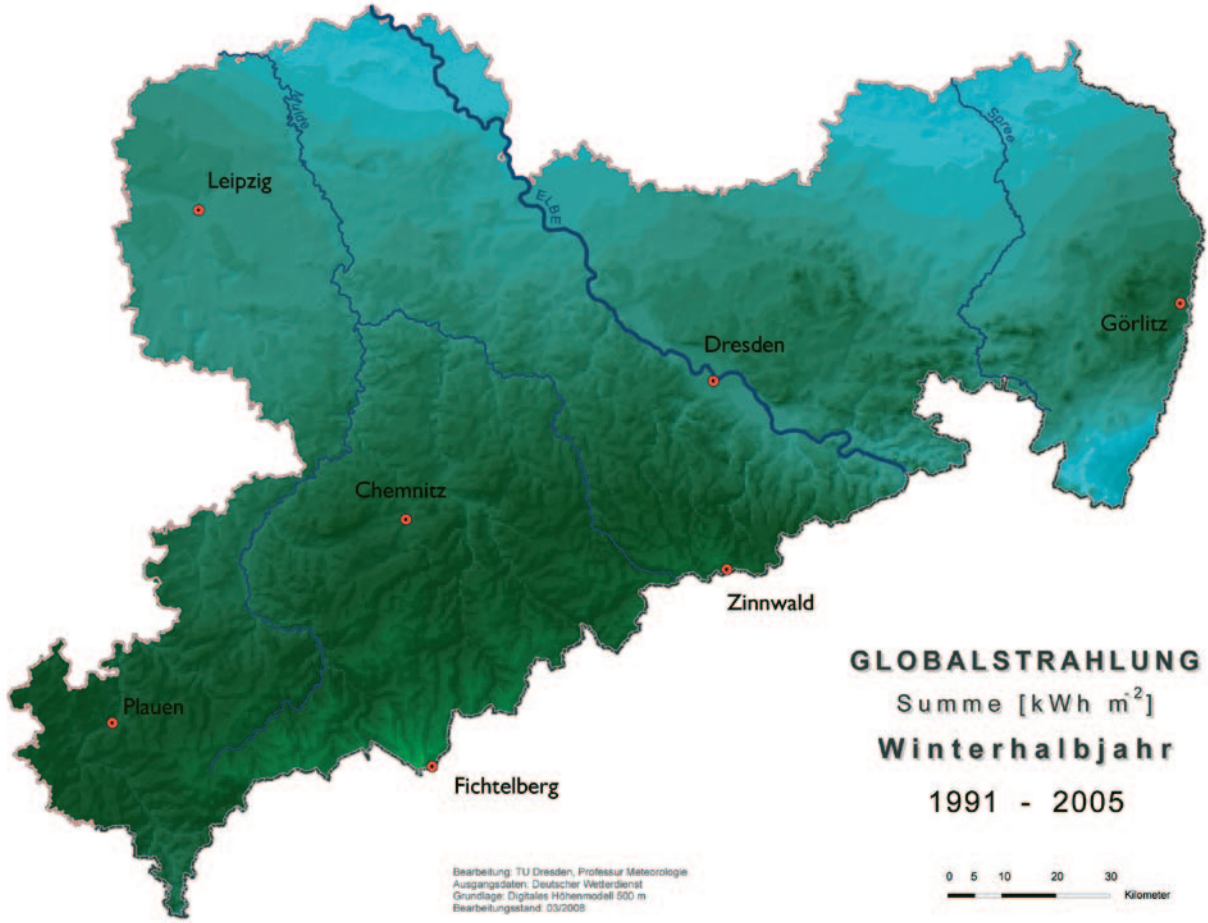 Mulde
Spree
Leipzig
ELBE
Görlitz
Dresden
Chemnitz
Zinnwald
Plauen
Fichtelberg
GLOBALSTRAHLUNG
Summe [kWh m-2]
Winterhalbjahr
1991 - 2005
Bearbeitung: TU Dresden, Professur Meteorologie
Ausgangsdaten: Deutscher Wetterdienst
Grundlage: Digitales Höhenmodell 500 m
Bearbeitungsstand: 03/2008
0 5 10 20 30
Kilometer